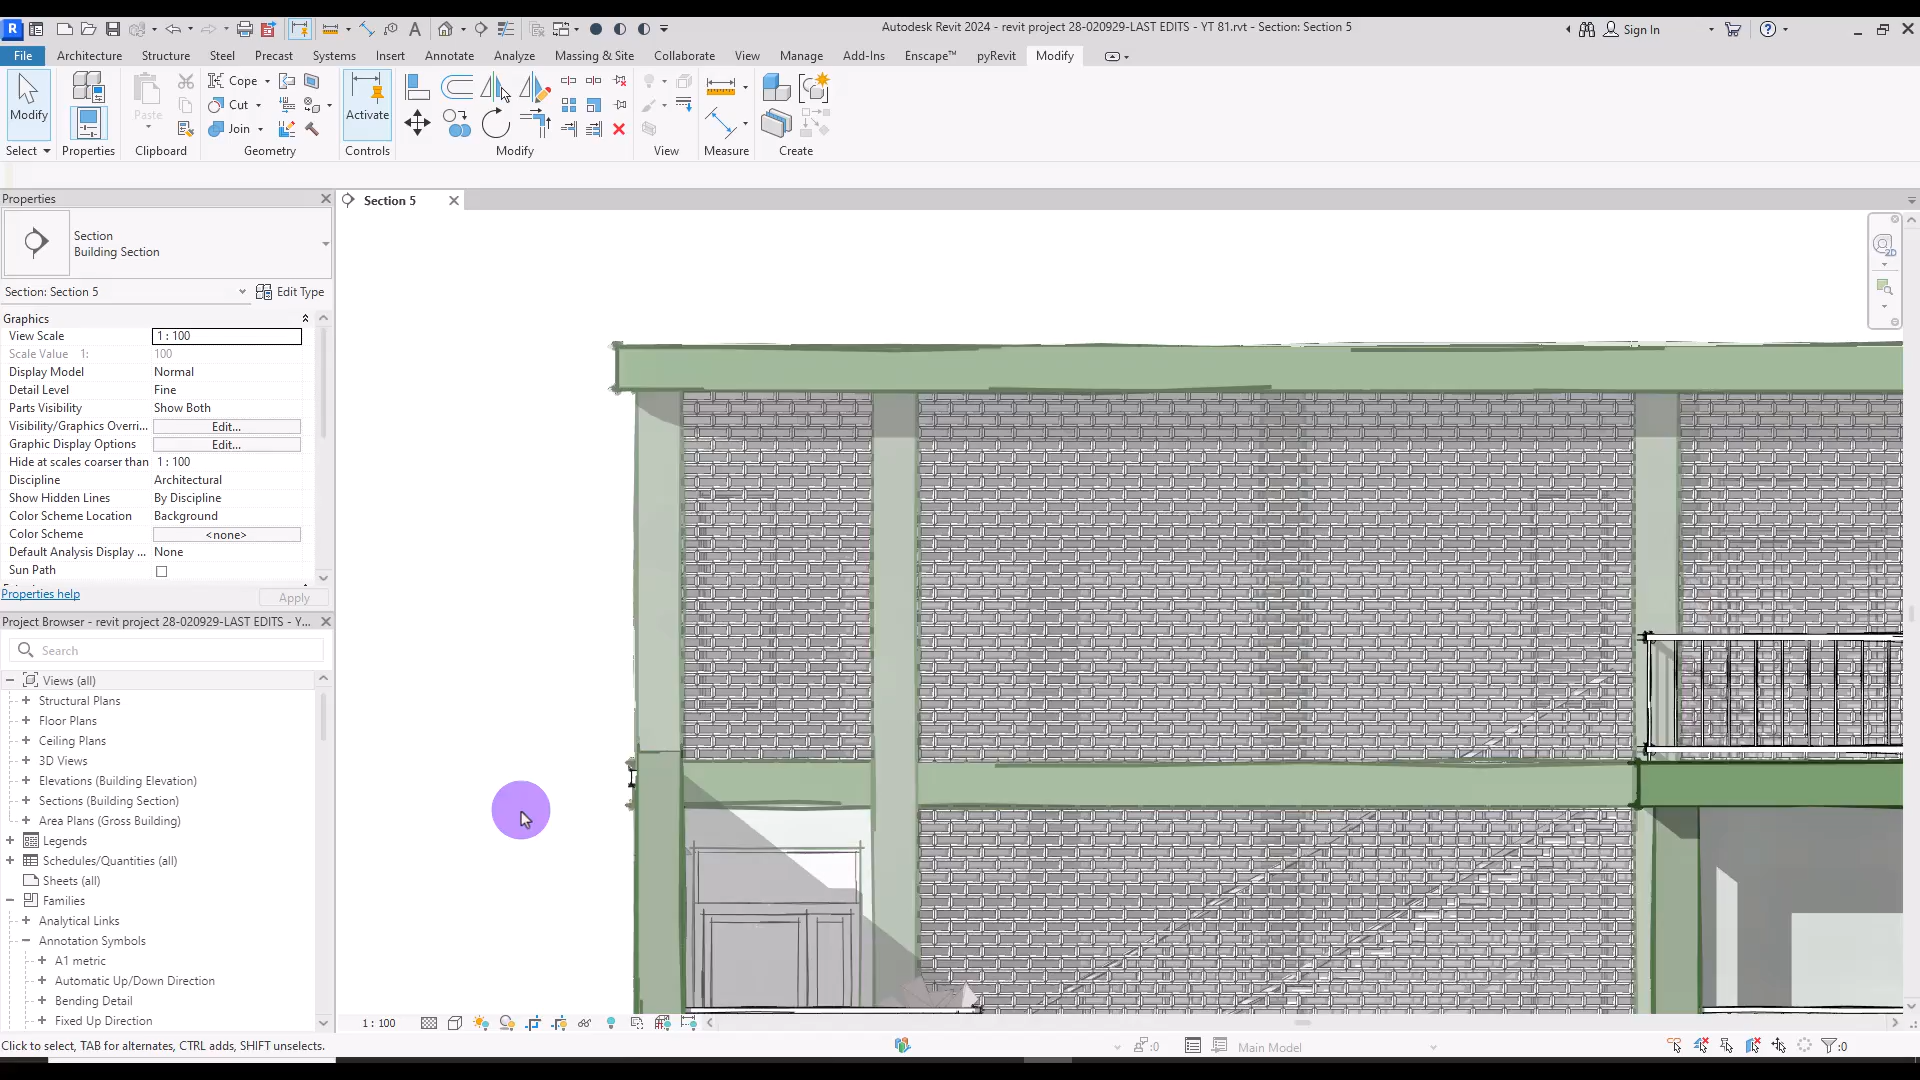 Autodesk Revit 2024 - revit project 28-020929-LAST EDITS - YT 81.rvt - Section: Section 5
Sign In
File Architecture Structure Steel Precast Systems Insert Annotate Analyze Massing & Site Collaborate View Manage Add-Ins Enscape™ pyRevit Modify
Modify
Paste
Cope
Cut
Join
Activate
Select Properties Clipboard Geometry Controls Modify View Measure Create
Properties
Section 5
Section
Building Section
Section: Section 5
Edit Type
Graphics
View Scale 1 : 100
Scale Value 1: 100
Display Model Normal
Detail Level Fine
Parts Visibility Show Both
Visibility/Graphics Overri... Edit...
Graphic Display Options Edit...
Hide at scales coarser than 1 : 100
Discipline Architectural
Show Hidden Lines By Discipline
Color Scheme Location Background
Color Scheme <none>
Default Analysis Display ... None
Sun Path
Properties help
Apply
Project Browser - revit project 28-020929-LAST EDITS - Y...
Search
Views (all)
Structural Plans
Floor Plans
Ceiling Plans
3D Views
Elevations (Building Elevation)
Sections (Building Section)
Area Plans (Gross Building)
Legends
Schedules/Quantities (all)
Sheets (all)
Families
Analytical Links
Annotation Symbols
A1 metric
Automatic Up/Down Direction
Bending Detail
Fixed Up Direction
1 : 100
Click to select, TAB for alternates, CTRL adds, SHIFT unselects.
:0
Main Model
:0